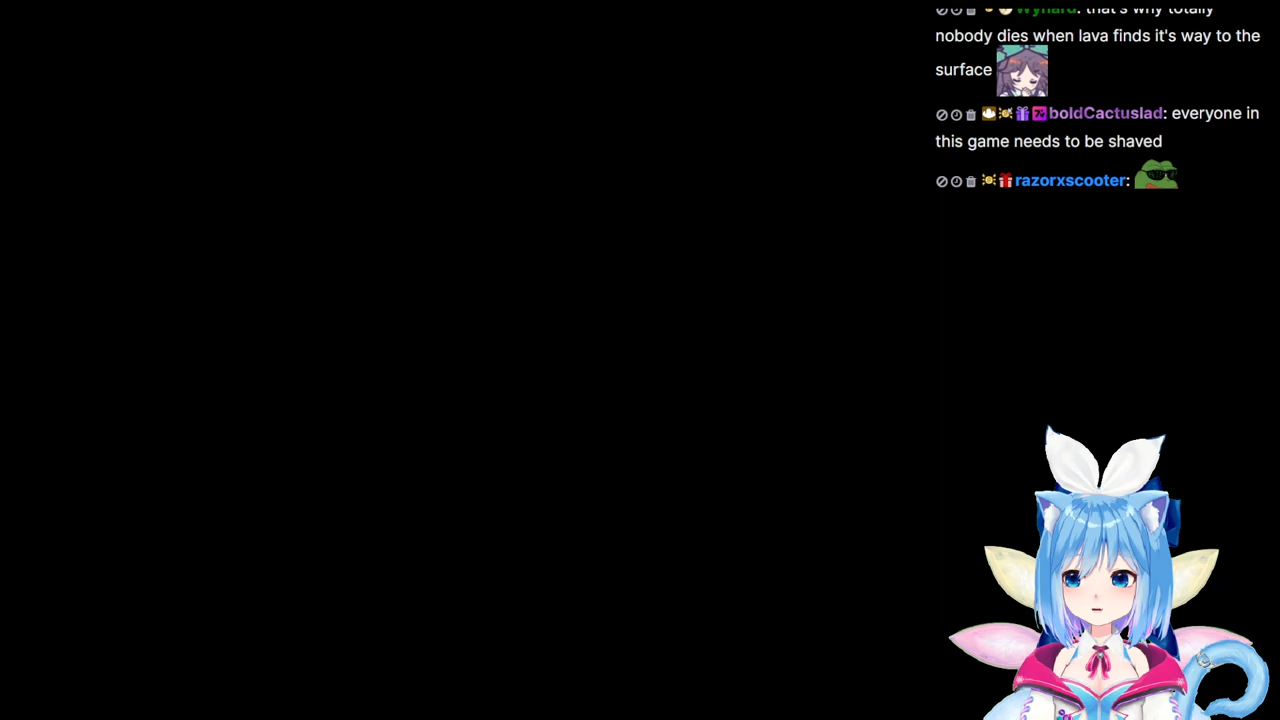 Wynard: that's why totally
nobody dies when lava finds it's way to the
surface
boldCactuslad: everyone in
this game needs to be shaved
razorxscooter: